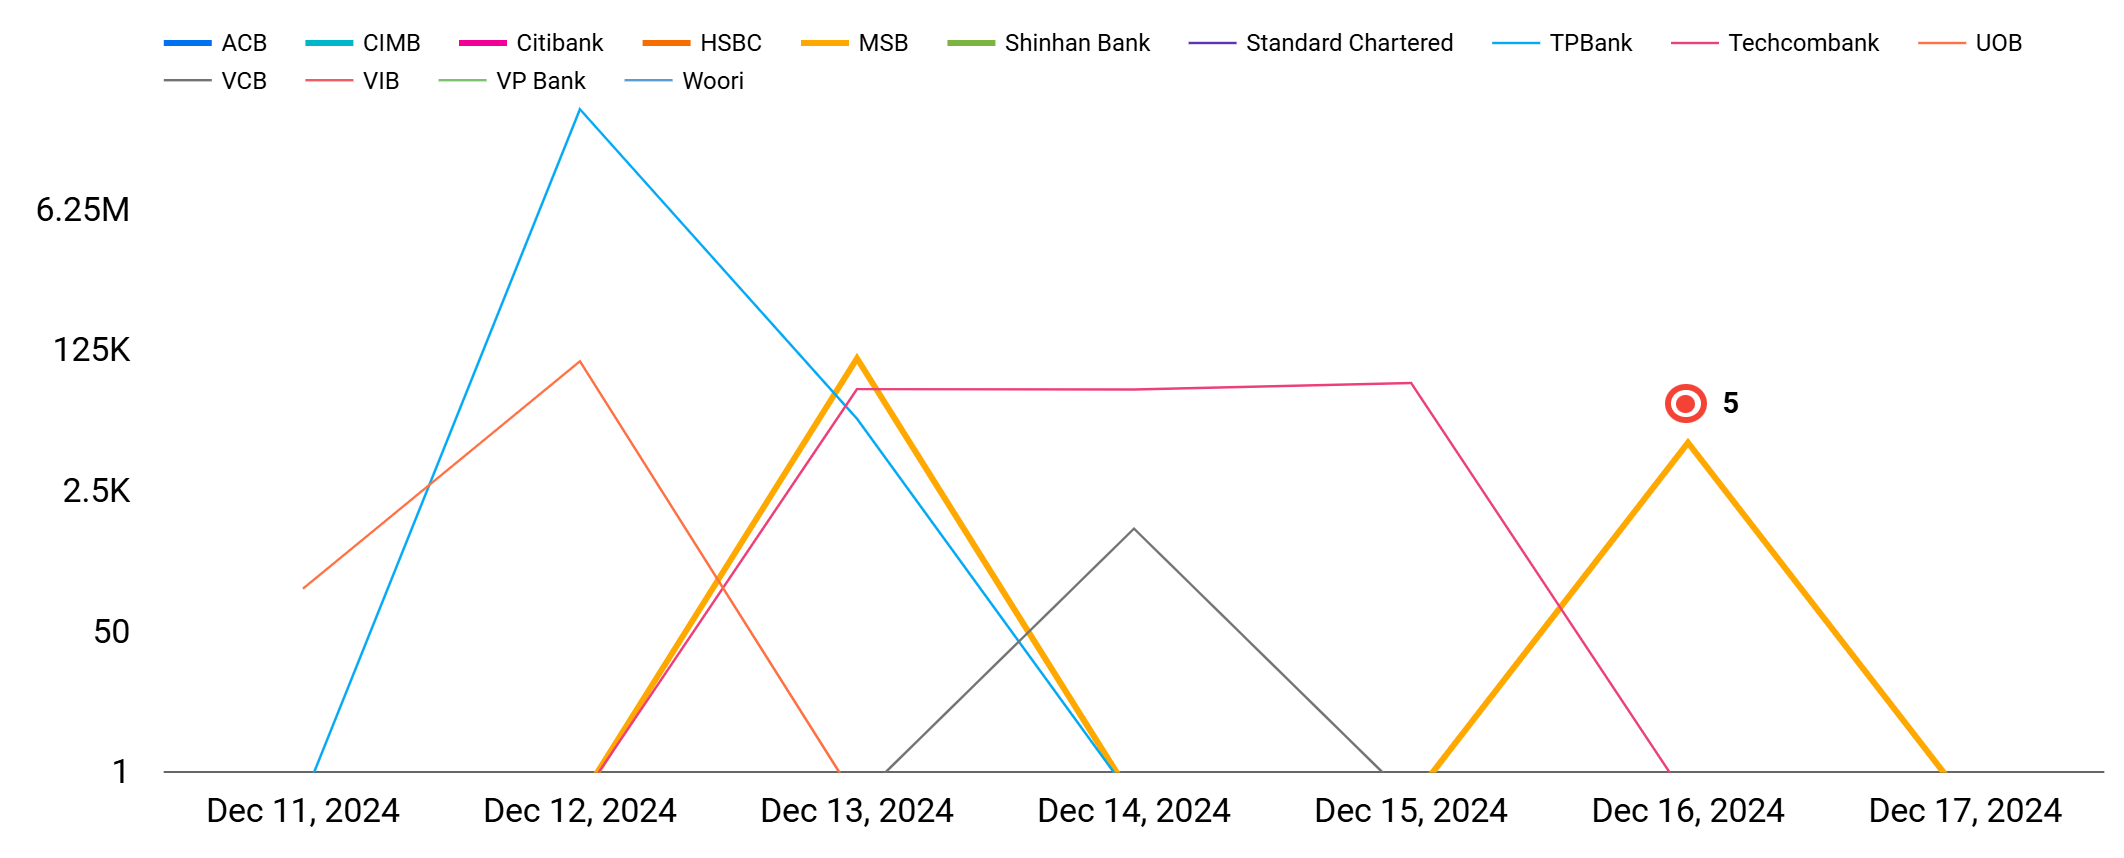 ACB CIMB Citibank HSBC MSB Shinhan Bank Standard Chartered TPBank Techcombank UOB
VCB VIB VP Bank Woori
6.25M
125K
5
2.5K
50
1
Dec 11, 2024 Dec 12, 2024 Dec 13, 2024 Dec 14, 2024 Dec 15, 2024 Dec 16, 2024 Dec 17, 2024